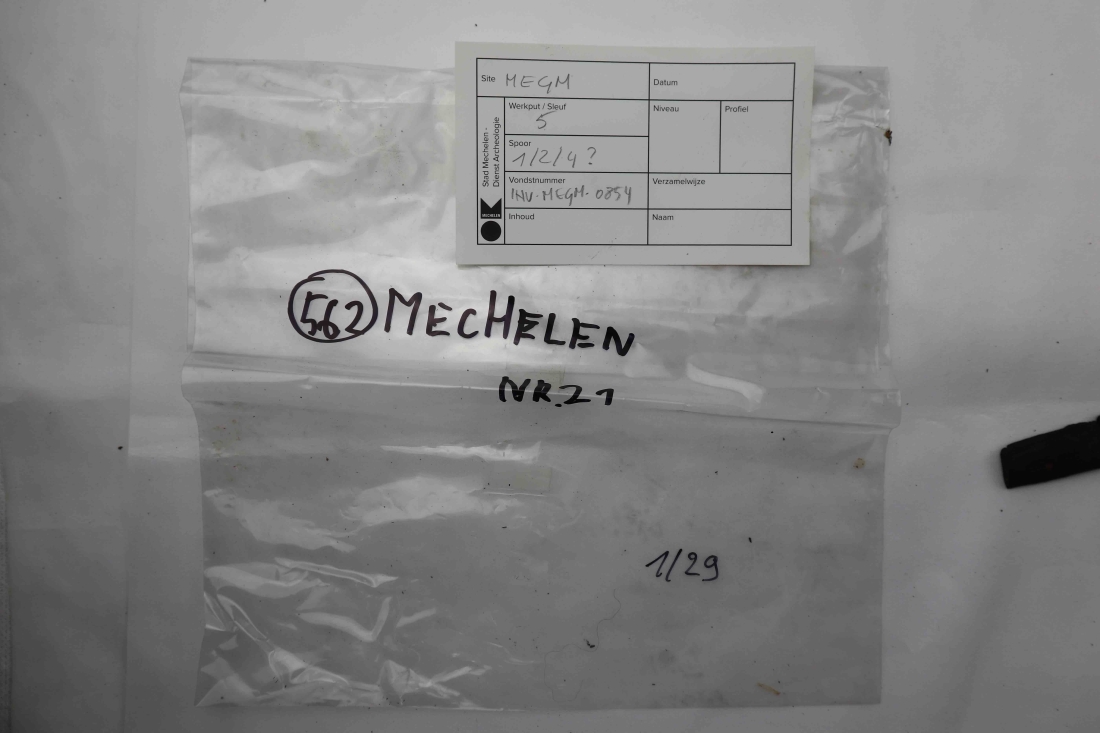 Site MEGM
Datum
Werkput / Sleuf
5
Niveau
Profiel
Spoor
1/2/4?
Vondstnummer
INV-MEGM-0854
Verzamelwijze
Inhoud
Naam
Stad Mechelen -
Dienst Archeologie
MECHELEN
562 MECHELEN
NR.21
1/29